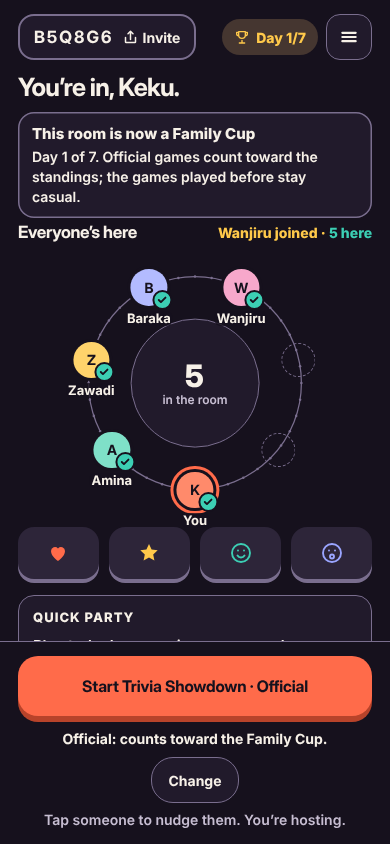 B5Q8G6 Invite Day 1/7
You're in, Keku.
This room is now a Family Cup
Day 1 of 7. Official games count toward the
standings; the games played before stay
casual.
Everyone's here Wanjiru joined · 5 here
B W
Baraka Wanjiru
Z
Zawadi
5
in the room
A
Amina
K
You
QUICK PARTY
Start Trivia Showdown · Official
Official: counts toward the Family Cup.
Change
Tap someone to nudge them. You're hosting.